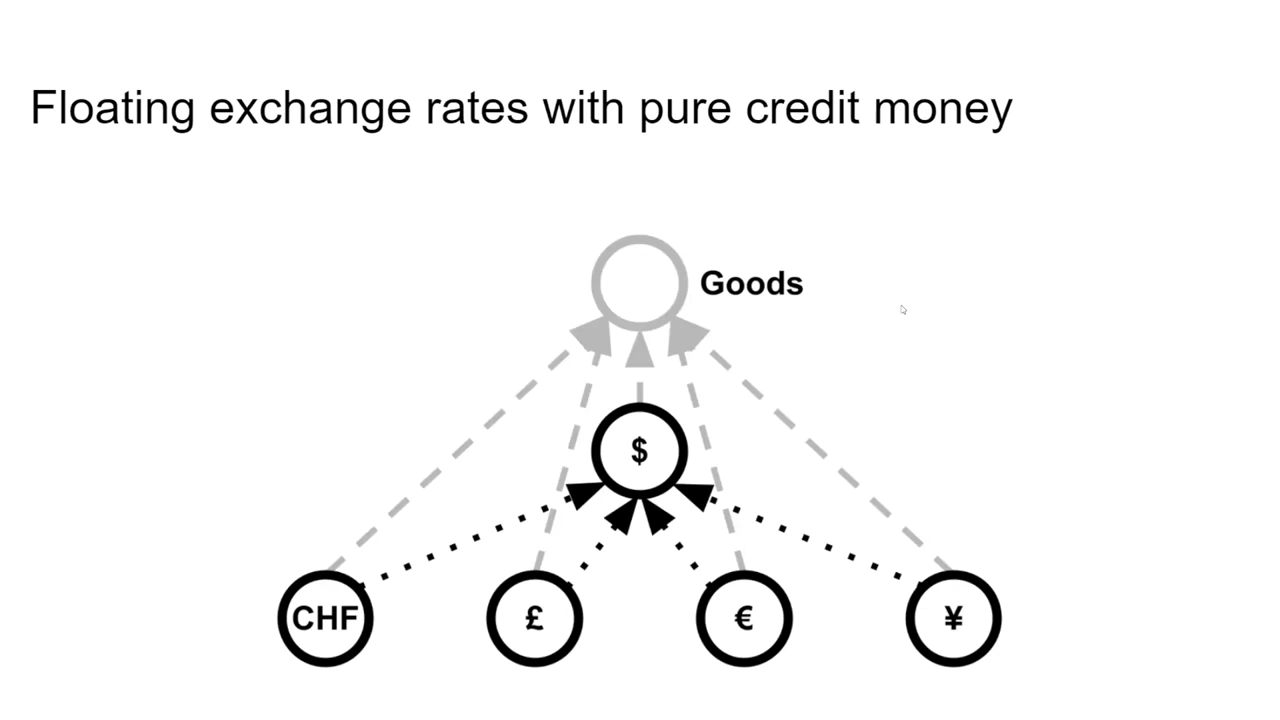 Floating exchange rates with pure credit money
Goods
$
CHF
£
€
¥